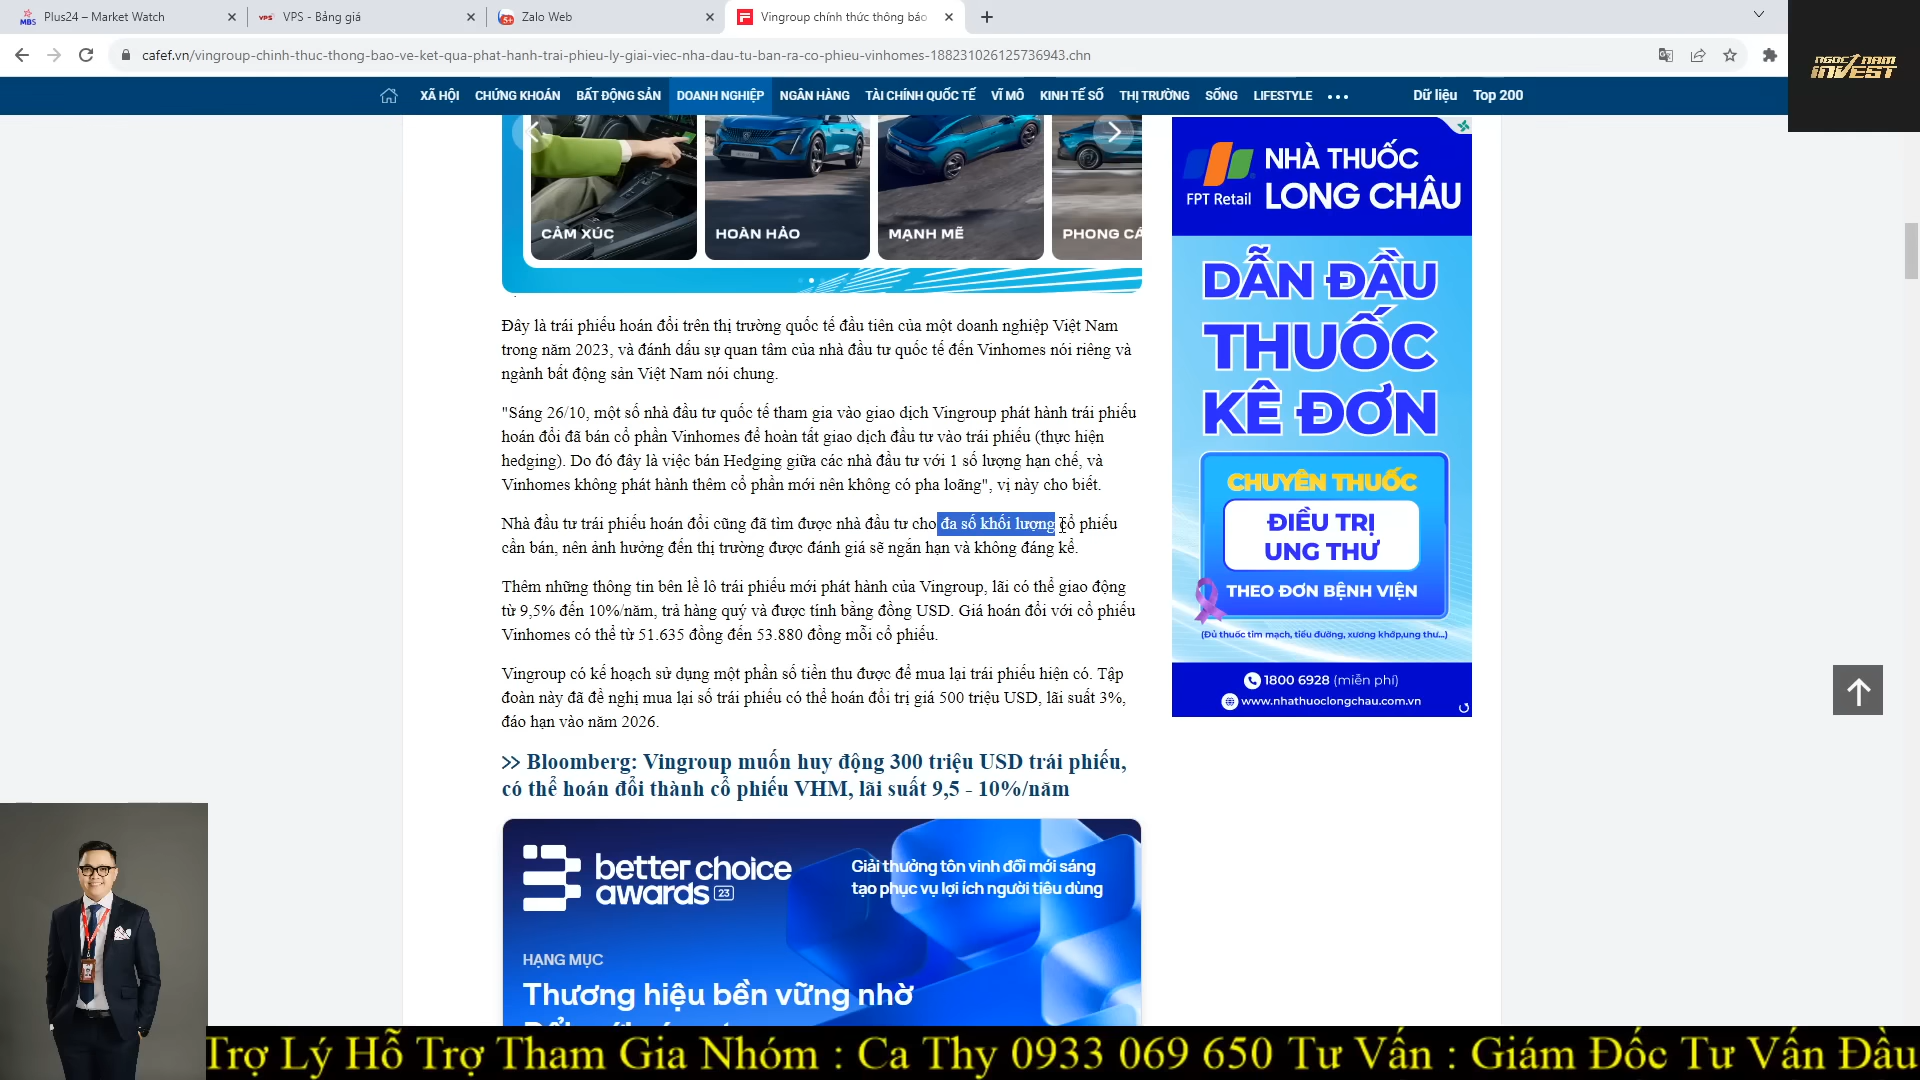 Plus24 – Market Watch
VPS - Bảng giá
Zalo Web
Vingroup chính thức thông báo
cafef.vn/vingroup-chinh-thuc-thong-bao-ve-ket-qua-phat-hanh-trai-phieu-ly-giai-viec-nha-dau-tu-ban-ra-co-phieu-vinhomes-188231026125736943.chn
NGOC NAM
INVEST
XÃ HỘI CHỨNG KHOÁN BẤT ĐỘNG SẢN DOANH NGHIỆP NGÂN HÀNG TÀI CHÍNH QUỐC TẾ VĨ MÔ KINH TẾ SỐ THỊ TRƯỜNG SỐNG LIFESTYLE ••• Dữ liệu Top 200
CẢM XÚC
HOÀN HẢO
MẠNH MẼ
PHONG CÁ
Đây là trái phiếu hoán đổi trên thị trường quốc tế đầu tiên của một doanh nghiệp Việt Nam
trong năm 2023, và đánh dấu sự quan tâm của nhà đầu tư quốc tế đến Vinhomes nói riêng và
ngành bất động sản Việt Nam nói chung.
"Sáng 26/10, một số nhà đầu tư quốc tế tham gia vào giao dịch Vingroup phát hành trái phiếu
hoán đổi đã bán cổ phần Vinhomes để hoàn tất giao dịch đầu tư vào trái phiếu (thực hiện
hedging). Do đó đây là việc bán Hedging giữa các nhà đầu tư với 1 số lượng hạn chế, và
Vinhomes không phát hành thêm cổ phần mới nên không có pha loãng", vị này cho biết.
Nhà đầu tư trái phiếu hoán đổi cũng đã tìm được nhà đầu tư cho đa số khối lượng cổ phiếu
cần bán, nên ảnh hưởng đến thị trường được đánh giá sẽ ngắn hạn và không đáng kể.
Thêm những thông tin bên lề lô trái phiếu mới phát hành của Vingroup, lãi có thể giao động
từ 9,5% đến 10%/năm, trả hàng quý và được tính bằng đồng USD. Giá hoán đổi với cổ phiếu
Vinhomes có thể từ 51.635 đồng đến 53.880 đồng mỗi cổ phiếu.
Vingroup có kế hoạch sử dụng một phần số tiền thu được để mua lại trái phiếu hiện có. Tập
đoàn này đã đề nghị mua lại số trái phiếu có thể hoán đổi trị giá 500 triệu USD, lãi suất 3%,
đáo hạn vào năm 2026.
>> Bloomberg: Vingroup muốn huy động 300 triệu USD trái phiếu,
có thể hoán đổi thành cổ phiếu VHM, lãi suất 9,5 - 10%/năm
better choice
awards 23
Giải thưởng tôn vinh đổi mới sáng
tạo phục vụ lợi ích người tiêu dùng
HẠNG MỤC
Thương hiệu bền vững nhờ
FPT Retail
NHÀ THUỐC
LONG CHÂU
DẪN ĐẦU
THUỐC
KÊ ĐƠN
CHUYÊN THUỐC
ĐIỀU TRỊ
UNG THƯ
THEO ĐƠN BỆNH VIỆN
(Đủ thuốc tim mạch, tiểu đường, xương khớp,ung thư...)
1800 6928 (miễn phí)
www.nhathuoclongchau.com.vn
Trợ Lý Hỗ Trợ Tham Gia Nhóm : Ca Thy 0933 069 650 Tư Vấn : Giám Đốc Tư Vấn Đầu